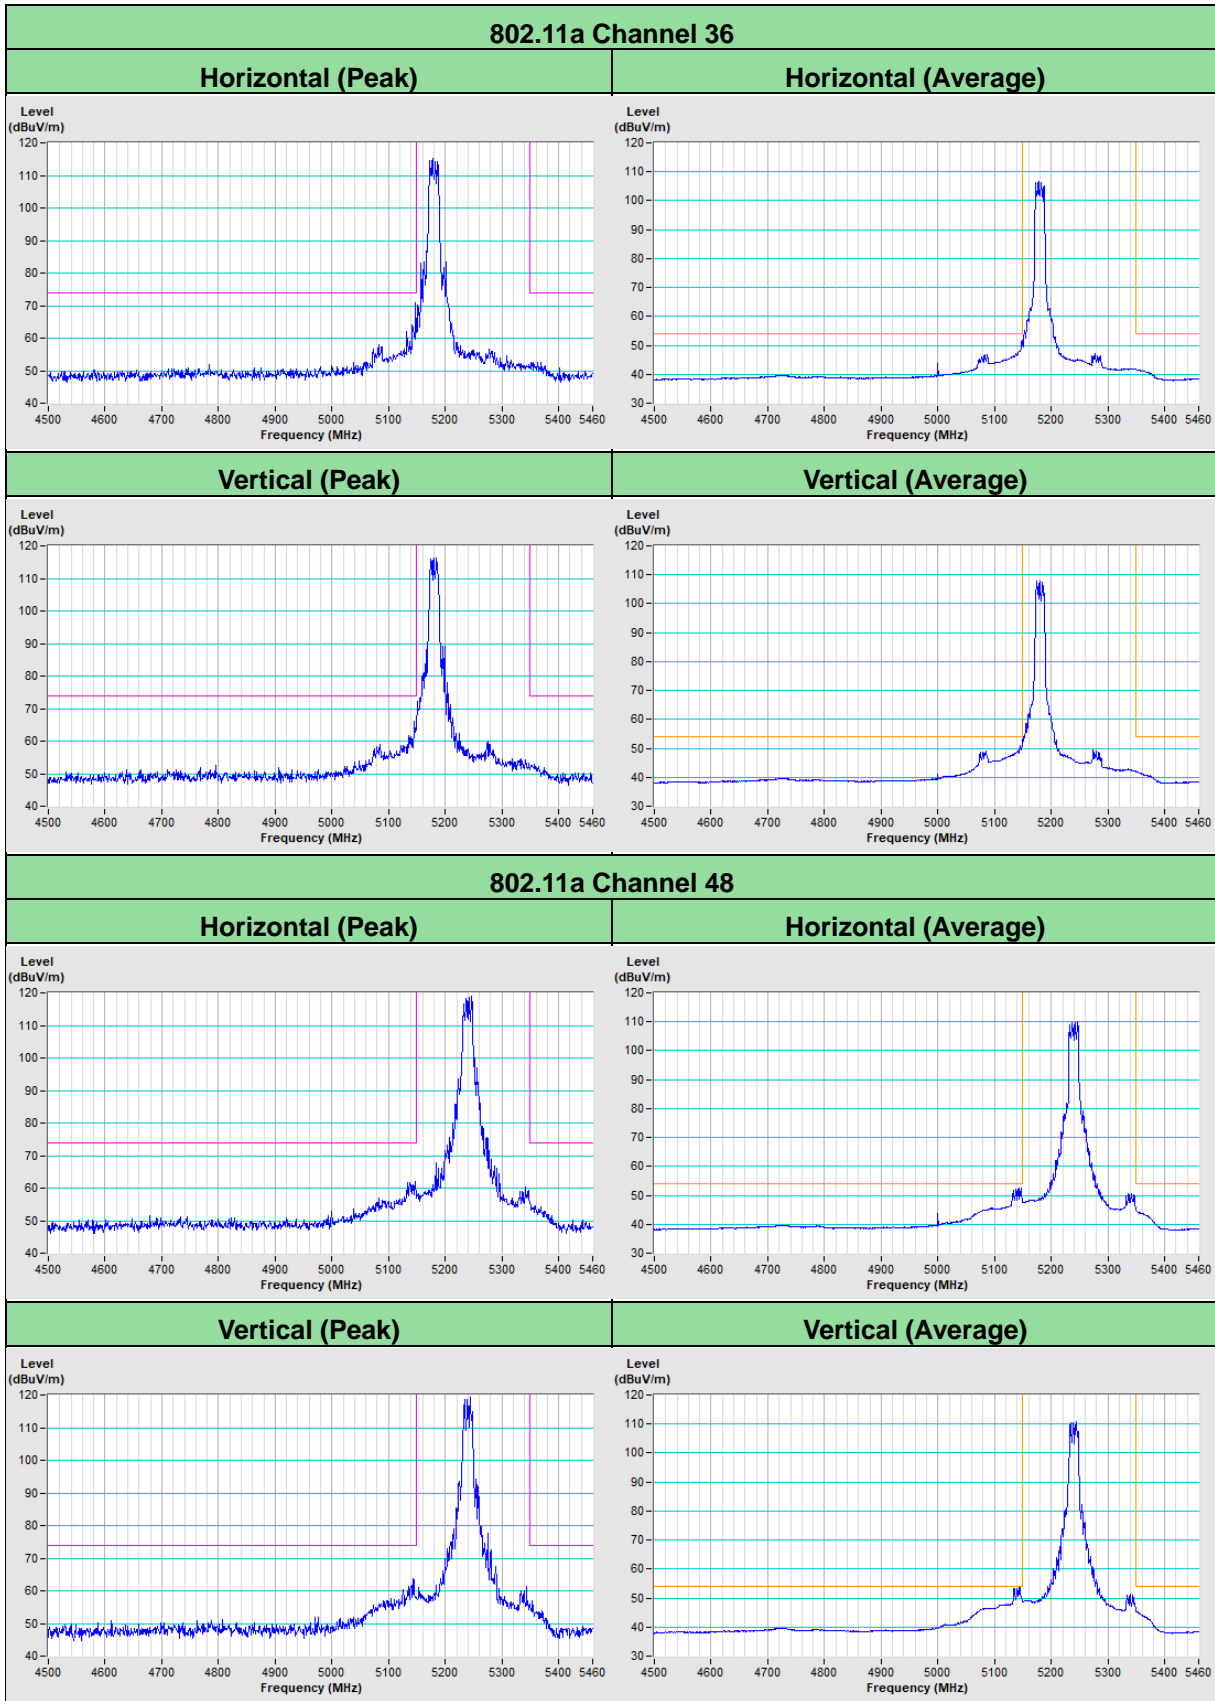 802.11a Channel 36
Horizontal (Peak) Horizontal (Average)
Level Level
(dBuV/m) (dBuV/m)
120 120
110 110
100 100
90 90
80 80
70 70
60 60
50 50
40 40
30
4500 4600 4700 4800 4900 5000 5100 5200 5300 5400 5460 4500 4600 4700 4800 4900 5000 5100 5200 5300 5400 5460
Frequency (MHz) Frequency (MHz)
Vertical (Peak) Vertical (Average)
Level Level
(dBuV/m) (dBuV/m)
120 120
110 110
100 100
90 90
80 80
70 70
60 60
50 50
40 40
30
4500 4600 4700 4800 4900 5000 5100 5200 5300 5400 5460 4500 4600 4700 4800 4900 5000 5100 5200 5300 5400 5460
Frequency (MHz) Frequency (MHz)
802.11a Channel 48
Horizontal (Peak) Horizontal (Average)
Level Level
(dBuV/m) (dBuV/m)
120 120
110 110
100 100
90 90
80 80
70 70
60 60
50 50
40 40
30
4500 4600 4700 4800 4900 5000 5100 5200 5300 5400 5460 4500 4600 4700 4800 4900 5000 5100 5200 5300 5400 5460
Frequency (MHz) Frequency (MHz)
Vertical (Peak) Vertical (Average)
Level Level
(dBuV/m) (dBuV/m)
120 120
110 110
100 100
90 90
80 80
70 70
60 60
50 50
40 40
30
4500 4600 4700 4800 4900 5000 5100 5200 5300 5400 5460 4500 4600 4700 4800 4900 5000 5100 5200 5300 5400 5460
Frequency (MHz) Frequency (MHz)